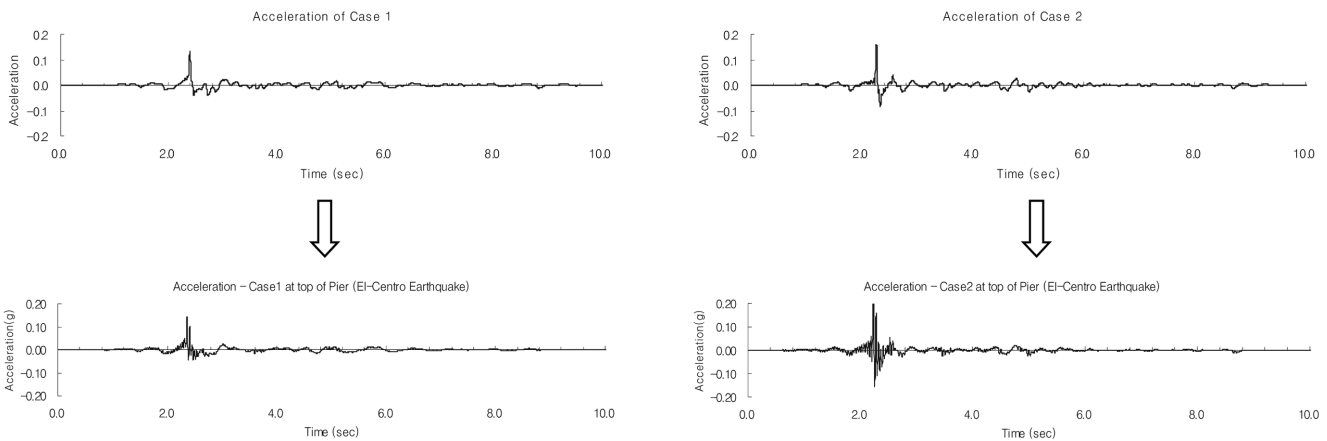 Acceleration of Case 1
Acceleration
0.2
0.1
0.0
-0.1
-0.2
0.0 2.0 4.0 6.0 8.0 10.0
Time (sec)
Acceleration of Case 2
Acceleration
0.2
0.1
0.0
-0.1
-0.2
0.0 2.0 4.0 6.0 8.0 10.0
Time (sec)
Acceleration - Case1 at top of Pier (El-Centro Earthquake)
Acceleration(g)
0.20
0.10
0.00
-0.10
-0.20
0.0 2.0 4.0 6.0 8.0 10.0
Time (sec)
Acceleration - Case2 at top of Pier (El-Centro Earthquake)
Acceleration(g)
0.20
0.10
0.00
-0.10
-0.20
0.0 2.0 4.0 6.0 8.0 10.0
Time (sec)